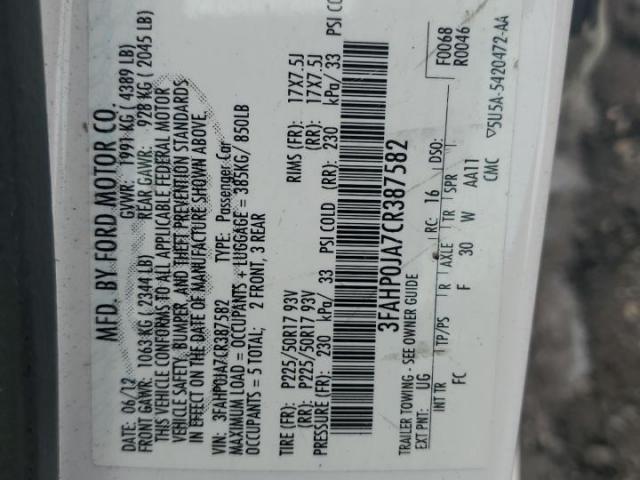 MFD. BY FORD MOTOR CO.
DATE: 06/12 GVWR: 1991 KG ( 4389 LB)
FRONT GAWR: 1063 KG ( 2344 LB) REAR GAWR: 928 KG ( 2045 LB)
THIS VEHICLE CONFORMS TO ALL APPLICABLE FEDERAL MOTOR
VEHICLE SAFETY, BUMPER, AND THEFT PREVENTION STANDARDS
IN EFFECT ON THE DATE OF MANUFACTURE SHOWN ABOVE.
VIN: 3FAHP0JA7CR387582 TYPE: Passenger Car
MAXIMUM LOAD = OCCUPANTS + LUGGAGE = 385KG/ 850LB
OCCUPANTS = 5 TOTAL; 2 FRONT, 3 REAR
TIRE (FR): P225/50R17 93V RIMS (FR): 17X7.5J
(RR): P225/50R17 93V (RR): 17X7.5J
PRESSURE (FR): 230 kPa/ 33 PSI COLD (RR): 230 kPa/ 33 PSI CO
3FAHP0JA7CR387582
TRAILER TOWING - SEE OWNER GUIDE F0068
EXT PNT: UG RC: 16 DSO: R0046
INT TR TP/PS R AXLE TR SPR
FC F 30 W AA11
CMC ▽5U5A-5420472-AA